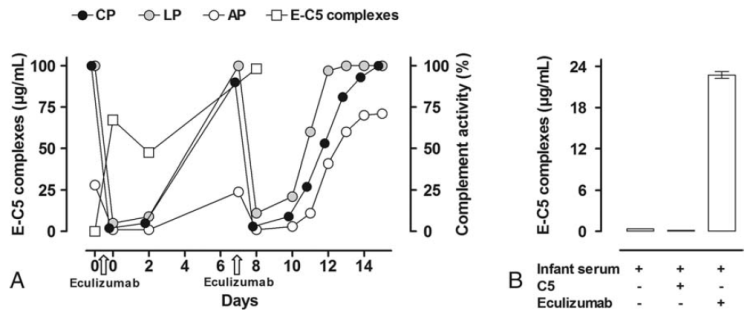 CP LP AP E-C5 complexes
A
E-C5 complexes (µg/mL)
100
75
50
25
0
100
75
50
25
0
Complement activity (%)
0 0 2 4 6 8 10 12 14
Eculizumab Eculizumab
Days
B
E-C5 complexes (µg/mL)
24
18
12
6
0
Infant serum + + +
C5 - + -
Eculizumab - - +